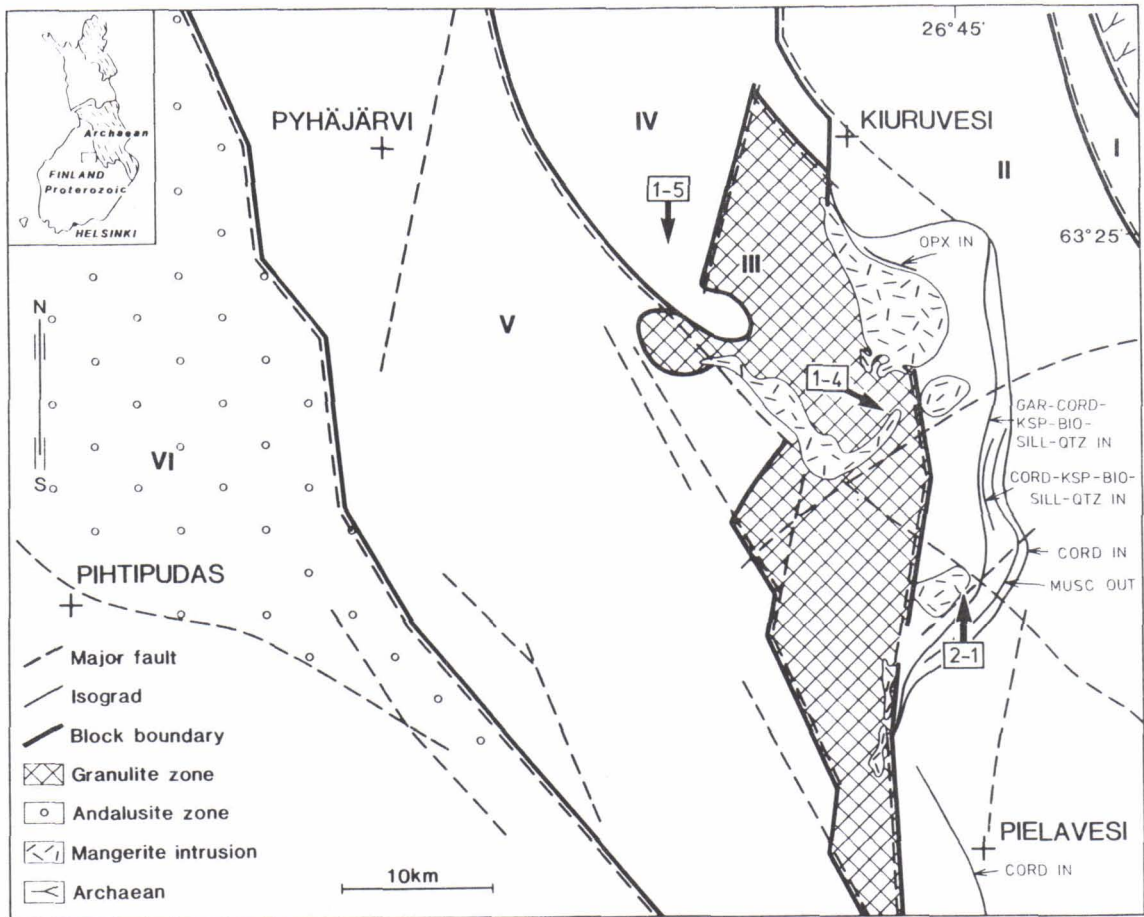 Archaean
FINLAND
Proterozoic
HELSINKI
26°45'
PYHÄJÄRVI
IV
KIURUVESI
I
II
1-5
63°25'
OPX IN
III
N
S
V
1-4
GAR-CORD-
KSP-BIO-
SILL-QTZ IN
VI
CORD-KSP-BIO-
SILL-QTZ IN
CORD IN
PIHTIPUDAS
MUSC OUT
2-1
Major fault
Isograd
Block boundary
Granulite zone
Andalusite zone
Mangerite intrusion
Archaean
10km
PIELAVESI
CORD IN